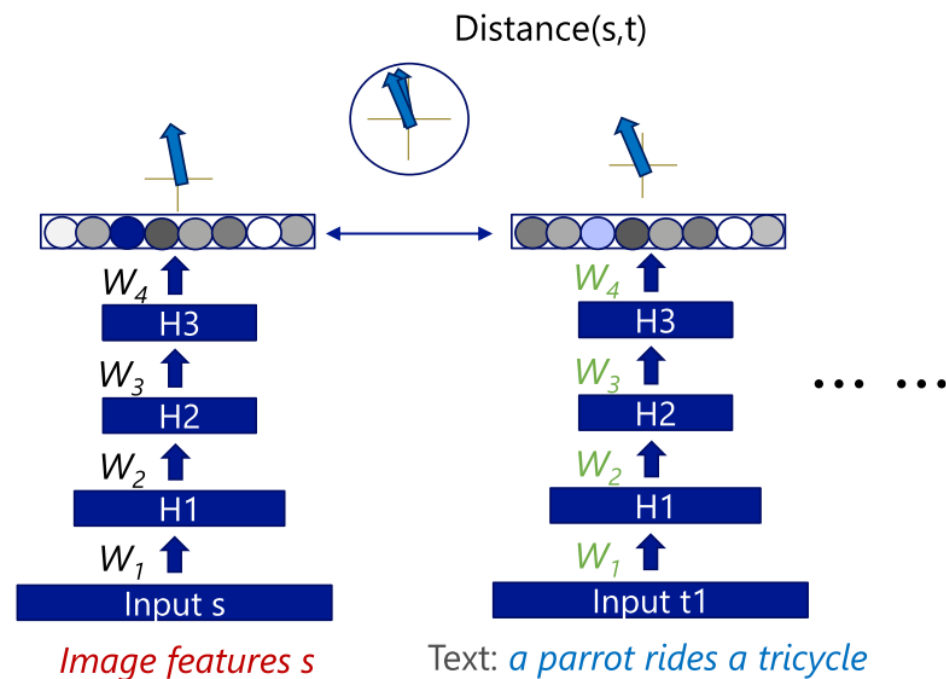 Distance(s,t)
W4
W4
H3
H3
W3
W3
H2
H2
... ...
W2
W2
H1
H1
W1
W1
Input s
Input t1
Image features s
Text: a parrot rides a tricycle